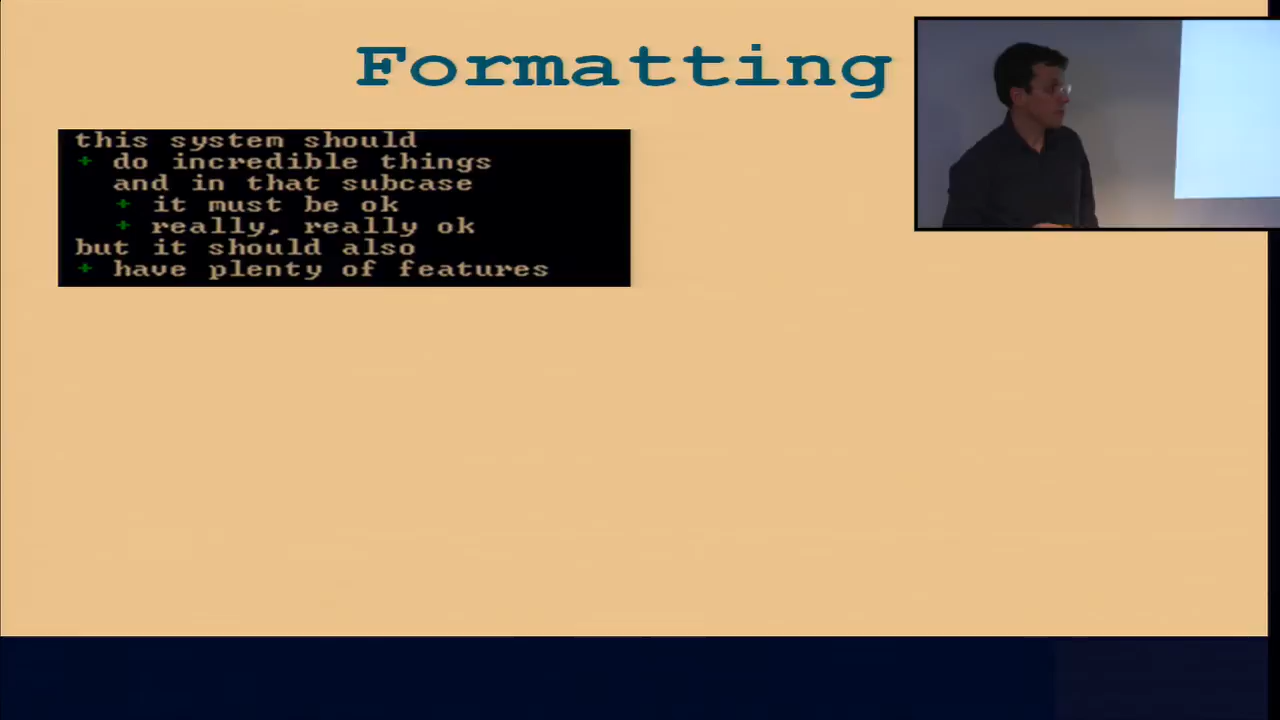 Formatting
this system should
+ do incredible things
and in that subcase
+ it must be ok
+ really, really ok
but it should also
+ have plenty of features